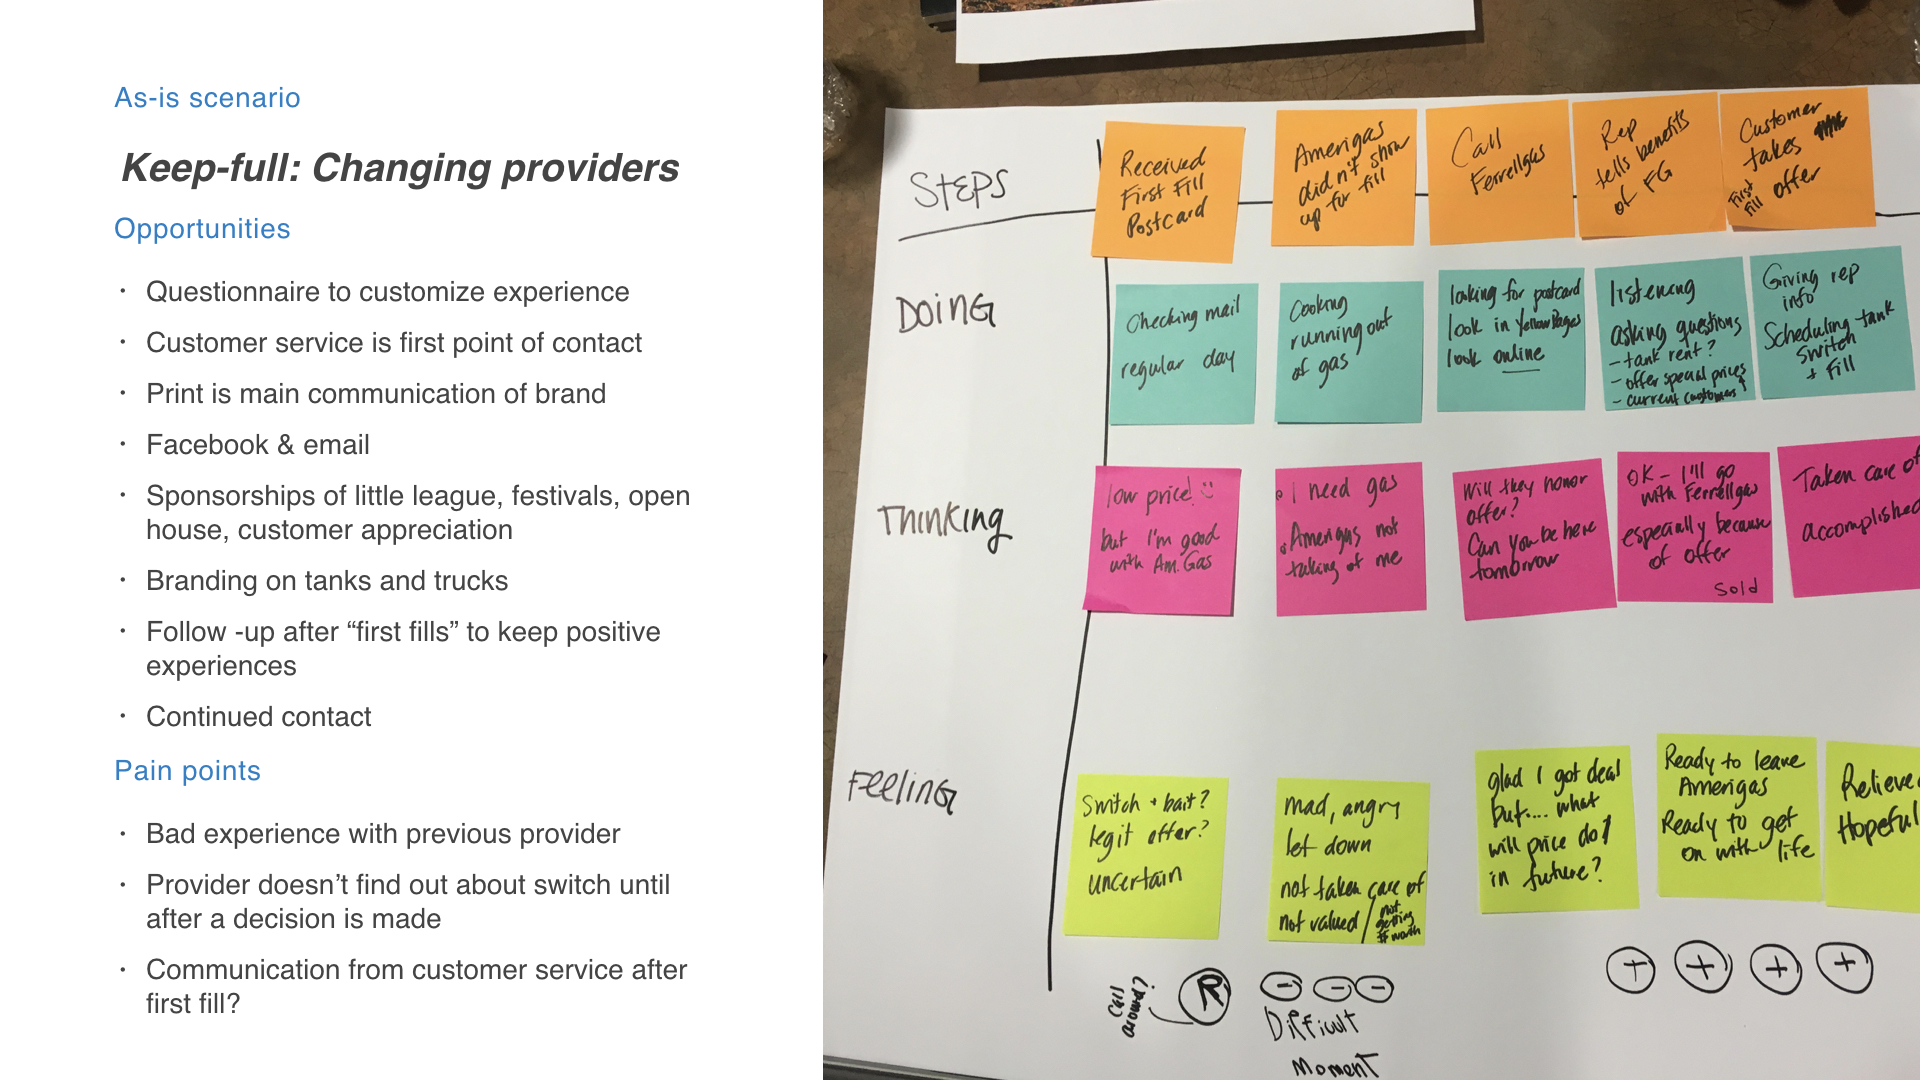 As-is scenario
Keep-full: Changing providers
Opportunities
· Questionnaire to customize experience
· Customer service is first point of contact
· Print is main communication of brand
· Facebook & email
· Sponsorships of little league, festivals, open
house, customer appreciation
· Branding on tanks and trucks
· Follow -up after “first fills” to keep positive
experiences
· Continued contact
Pain points
· Bad experience with previous provider
· Provider doesn’t find out about switch until
after a decision is made
· Communication from customer service after
first fill?
STEPS
Received
First Fill
Postcard
Amerigas
didn't show
up for fill
Call
Ferrellgas
Rep
tells benefits
of FG
Customer
takes
First
Fill
offer
DOING
Checking mail
regular day
Cooking
running out
of gas
looking for postcard
look in Yellow Pages
look online
listening
asking questions
- tank rent?
- offer special prices
- current customers
Giving rep
info
Scheduling tank
switch
+ Fill
Thinking
low price!
but I'm good
with Am. Gas
I need gas
Amerigas not
taking of me
Will they honor
offer?
Can you be here
tomorrow
OK - I'll go
with Ferrellgas
especially because
of offer
Sold
Taken care of
accomplished
Feeling
Switch + bait?
legit offer?
uncertain
mad, angry
let down
not taken care of
not valued / not
getting
$ worth
glad I got deal
but.... what
will price do
in future?
Ready to leave
Amerigas
Ready to get
on with life
Relieve
Hopeful
Call
around?
R
- - -
+ + + +
Difficult
Moment